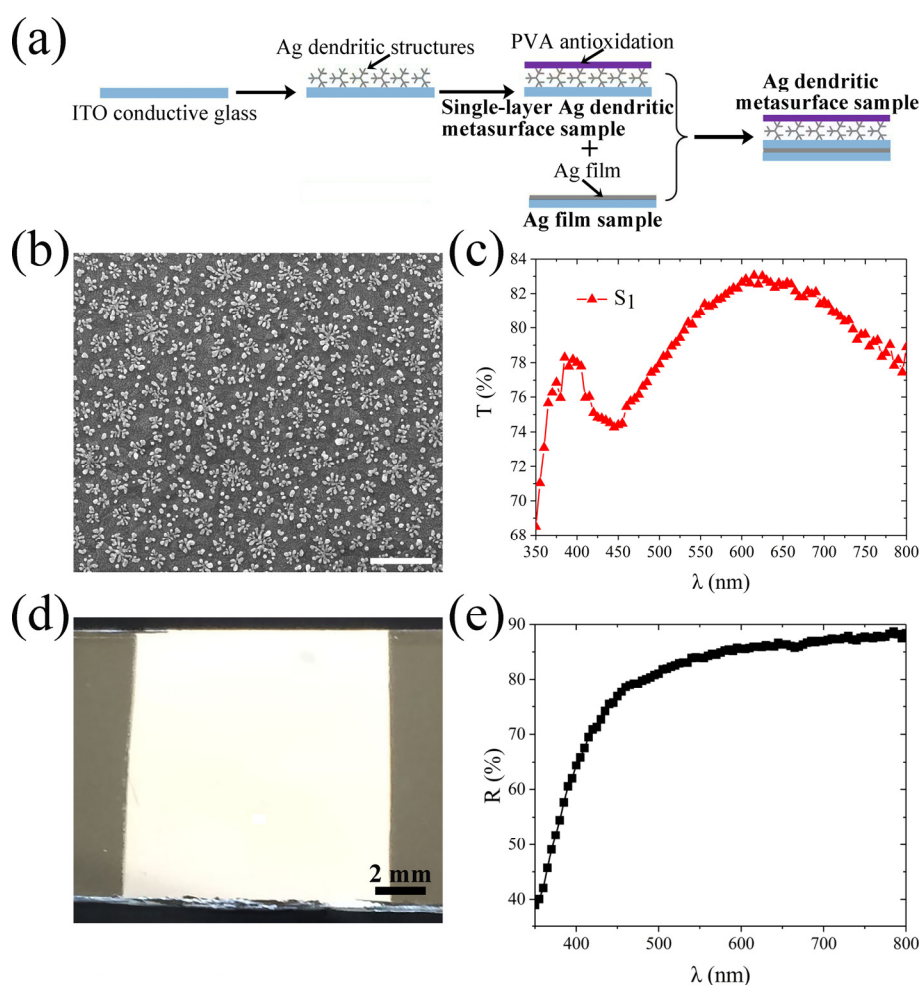 (a)
Ag dendritic structures
PVA antioxidation
ITO conductive glass
Single-layer Ag dendritic
metasurface sample
+
Ag film
Ag film sample
Ag dendritic
metasurface sample
(b)
(c)
84
82
80
78
76
74
72
70
68
T (%)
S1
350 400 450 500 550 600 650 700 750 800
λ (nm)
(d)
2 mm
(e)
90
80
70
60
50
40
R (%)
400 500 600 700 800
λ (nm)